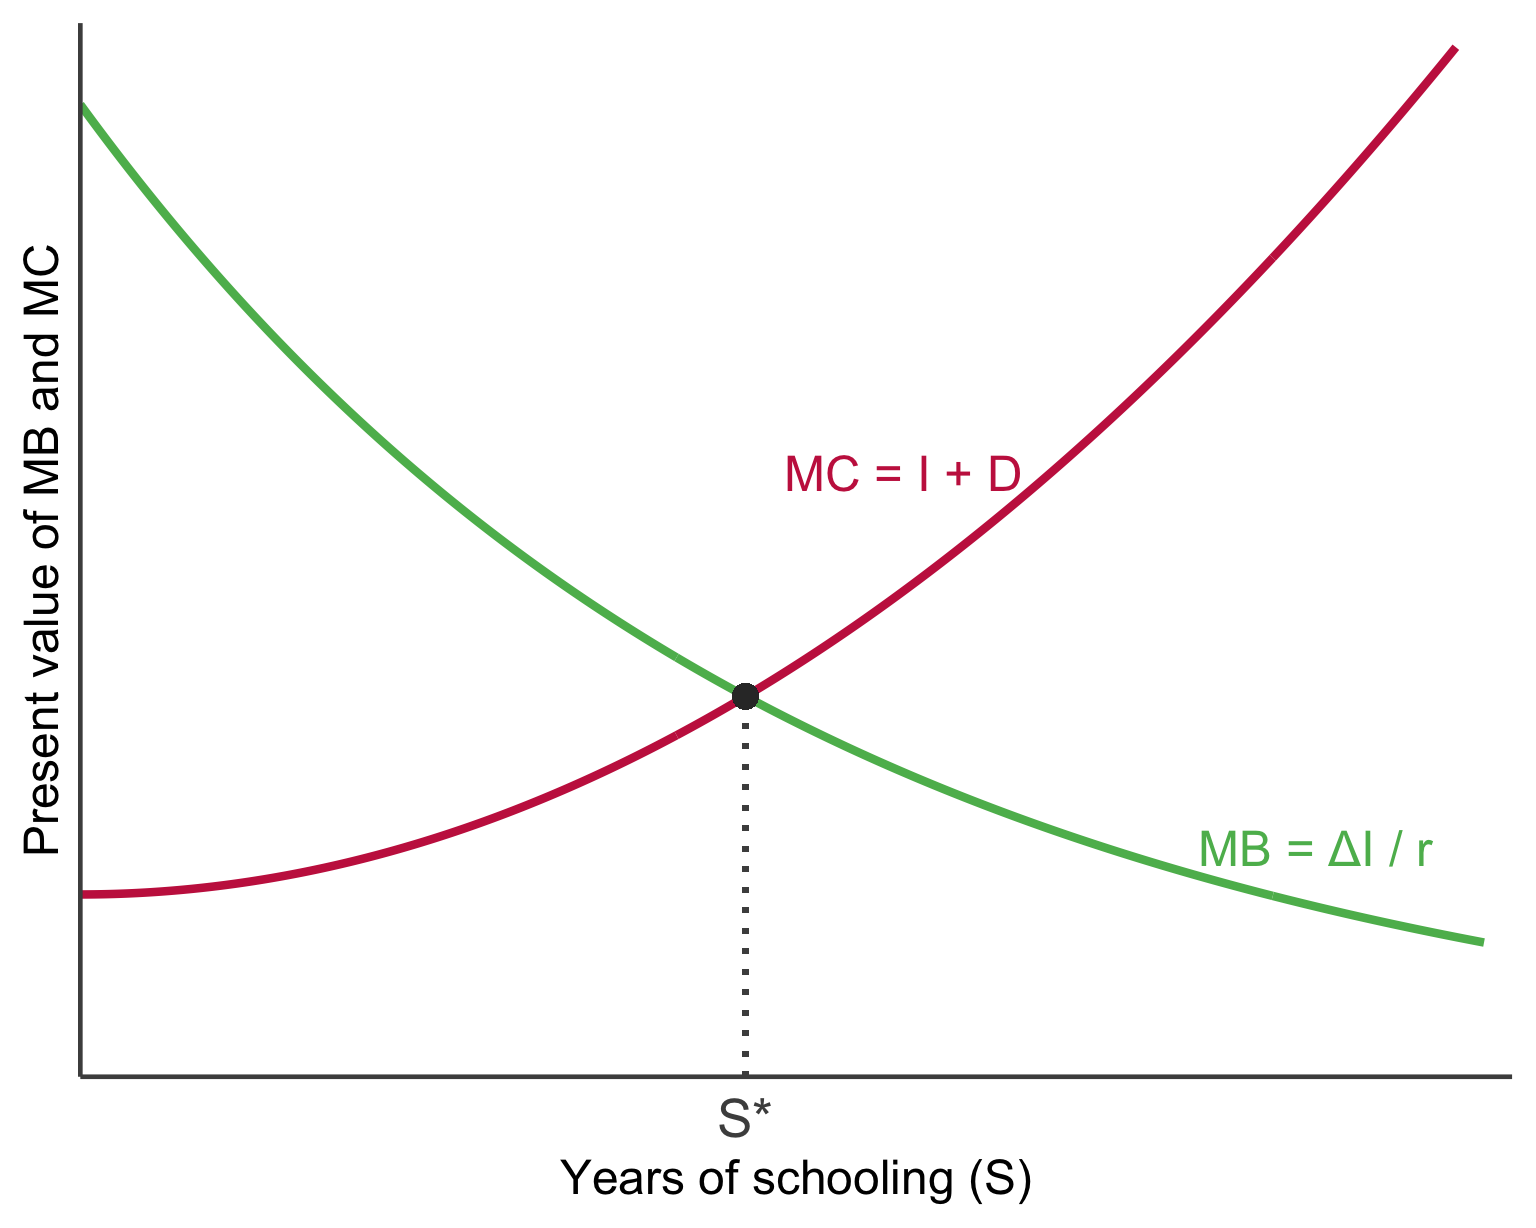 Present value of MB and MC
MC = I + D
MB = ΔI / r
S*
Years of schooling (S)